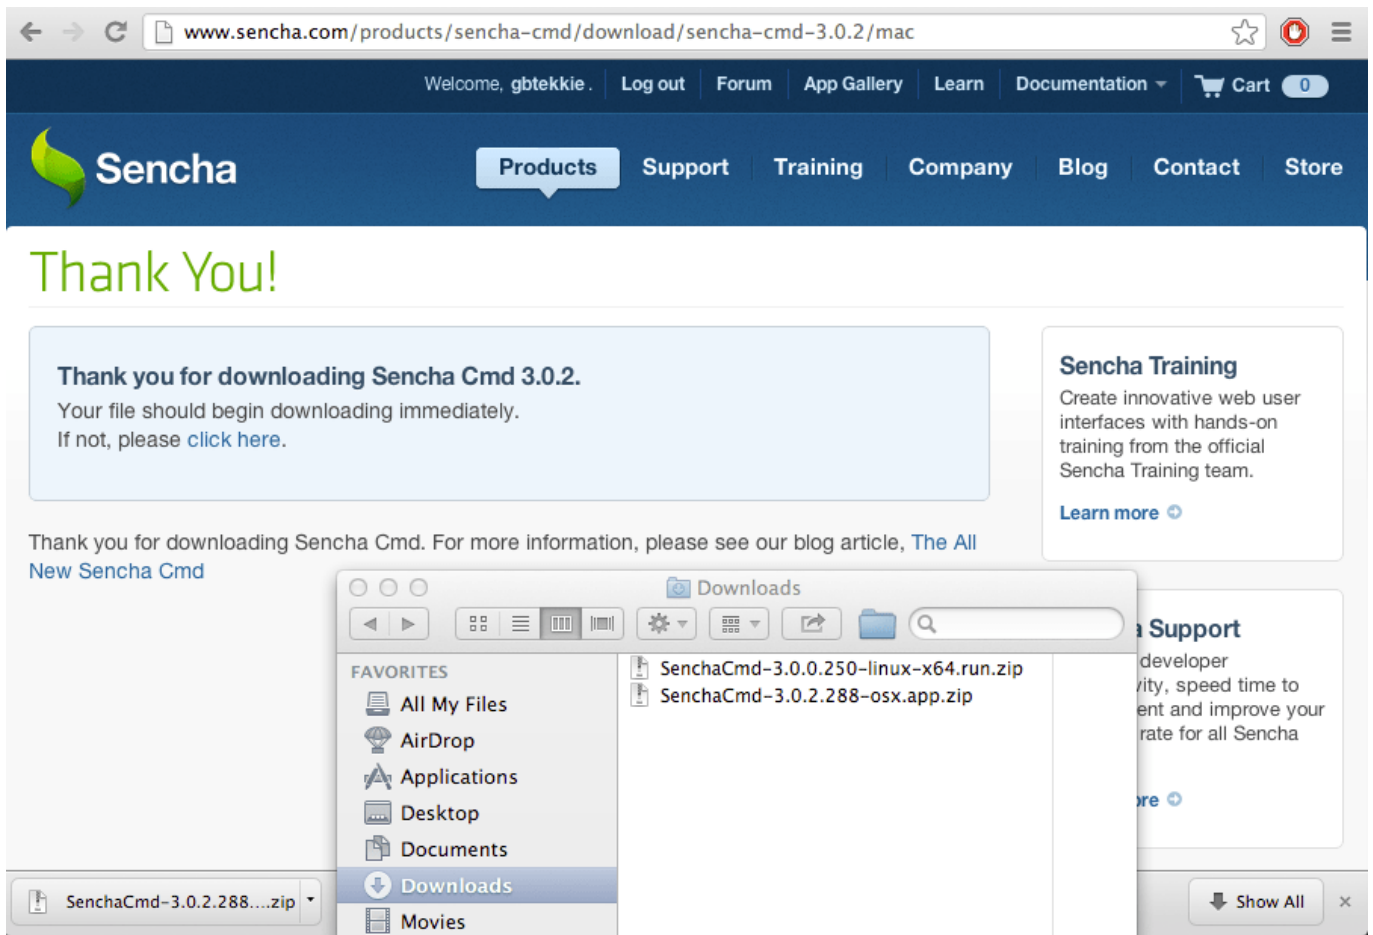 www.sencha.com/products/sencha-cmd/download/sencha-cmd-3.0.2/mac
Welcome, gbtekkie . Log out Forum App Gallery Learn Documentation Cart 0
Sencha
Products Support Training Company Blog Contact Store
Thank You!
Thank you for downloading Sencha Cmd 3.0.2.
Your file should begin downloading immediately.
If not, please click here.
Thank you for downloading Sencha Cmd. For more information, please see our blog article, The All
New Sencha Cmd
Sencha Training
Create innovative web user
interfaces with hands-on
training from the official
Sencha Training team.
Learn more
Support
developer
speed time to
and improve your
rate for all Sencha
Downloads
FAVORITES
All My Files
AirDrop
Applications
Desktop
Documents
Downloads
Movies
SenchaCmd-3.0.0.250-linux-x64.run.zip
SenchaCmd-3.0.2.288-osx.app.zip
SenchaCmd-3.0.2.288....zip
Show All